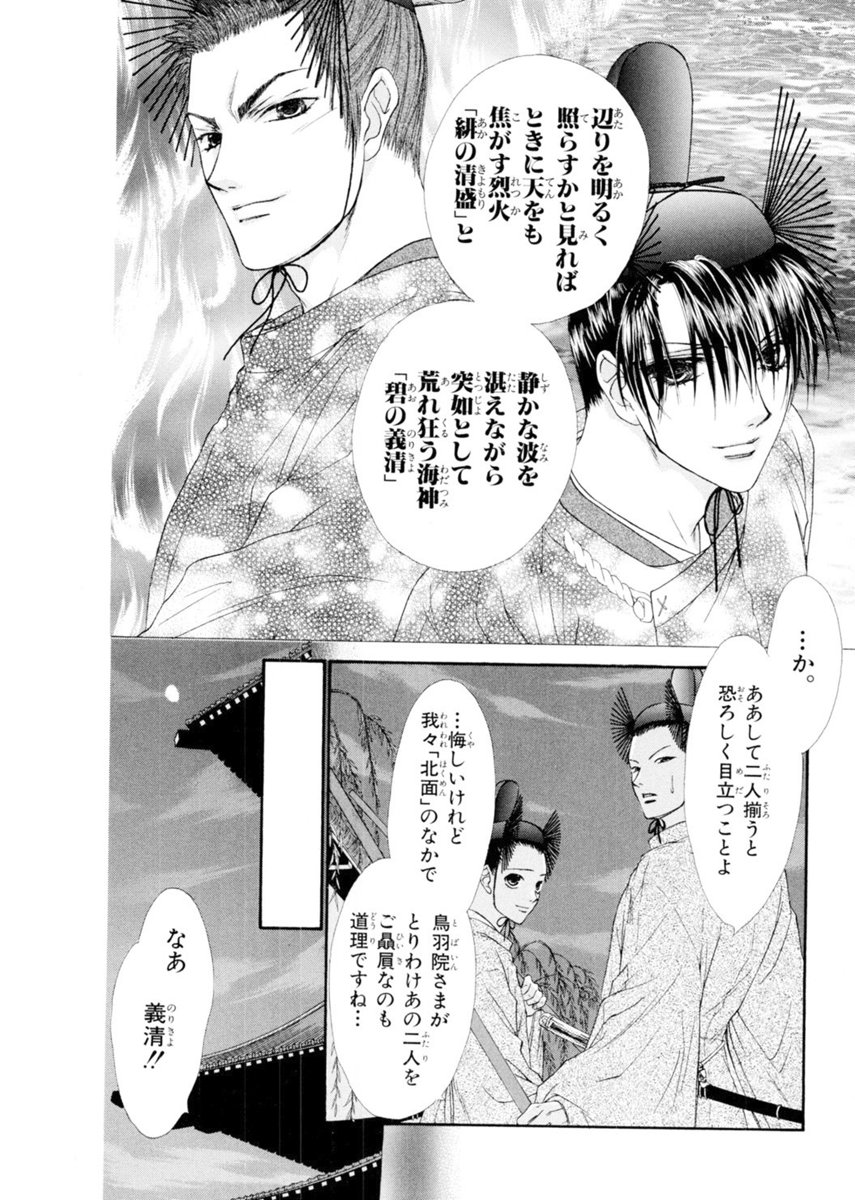 辺りを明るく
照らすかと見れば
ときに天をも
焦がす烈火
「緋の清盛」と
静かな波を
湛えながら
突如として
荒れ狂う海神
「碧の義清」
…か。
ああして二人揃うと
恐ろしく目立つことよ
…悔しいけれど
我々「北面」のなかで
鳥羽院さまが
とりわけあの二人を
ご贔屓なのも
道理ですね…
なあ
義清!!